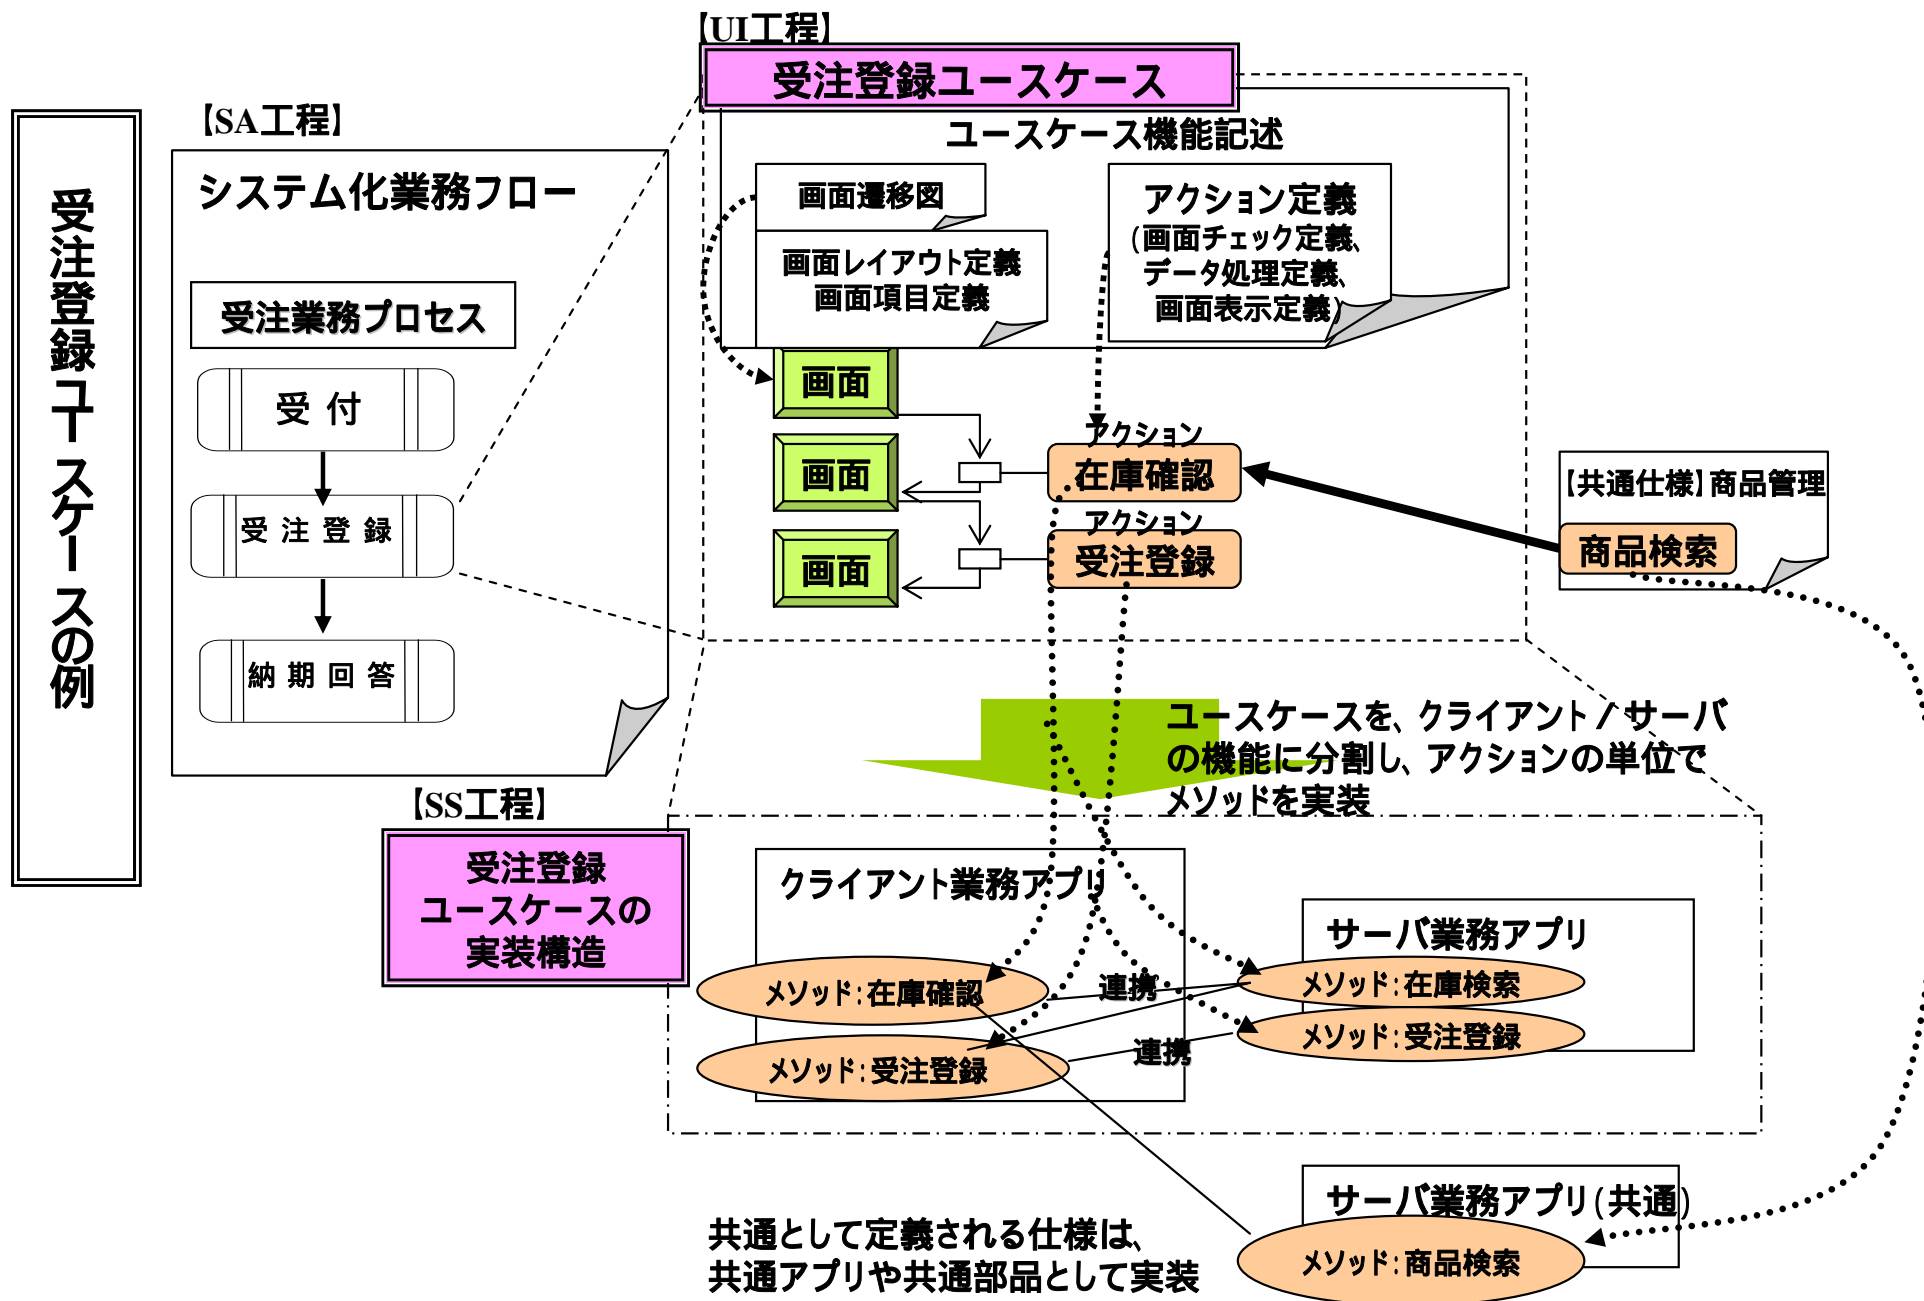 受注登録ユースケースの例
【SA工程】
システム化業務フロー
受注業務プロセス
受 付
受 注 登 録
納 期 回 答
【UI工程】
受注登録ユースケース
ユースケース機能記述
画面遷移図
画面レイアウト定義
画面項目定義
アクション定義
(画面チェック定義、
データ処理定義、
画面表示定義)
画面
画面
画面
アクション
在庫確認
アクション
受注登録
【共通仕様】商品管理
商品検索
ユースケースを、クライアント／サーバ
の機能に分割し、アクションの単位で
メソッドを実装
【SS工程】
受注登録
ユースケースの
実装構造
クライアント業務アプリ
メソッド:在庫確認
メソッド:受注登録
連携
連携
サーバ業務アプリ
メソッド:在庫検索
メソッド:受注登録
サーバ業務アプリ(共通)
メソッド:商品検索
共通として定義される仕様は、
共通アプリや共通部品として実装